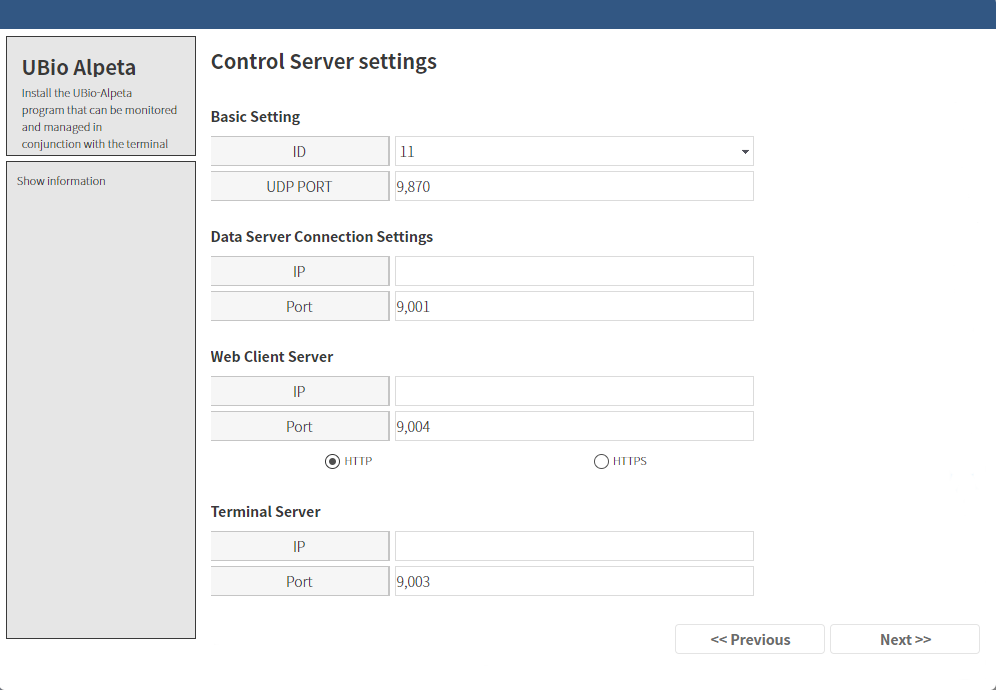 UBio Alpeta
Install the UBio-Alpeta
program that can be monitored
and managed in
conjunction with the terminal
Show information
Control Server settings
Basic Setting
ID 11
UDP PORT 9,870
Data Server Connection Settings
IP
Port 9,001
Web Client Server
IP
Port 9,004
HTTP HTTPS
Terminal Server
IP
Port 9,003
<< Previous Next >>